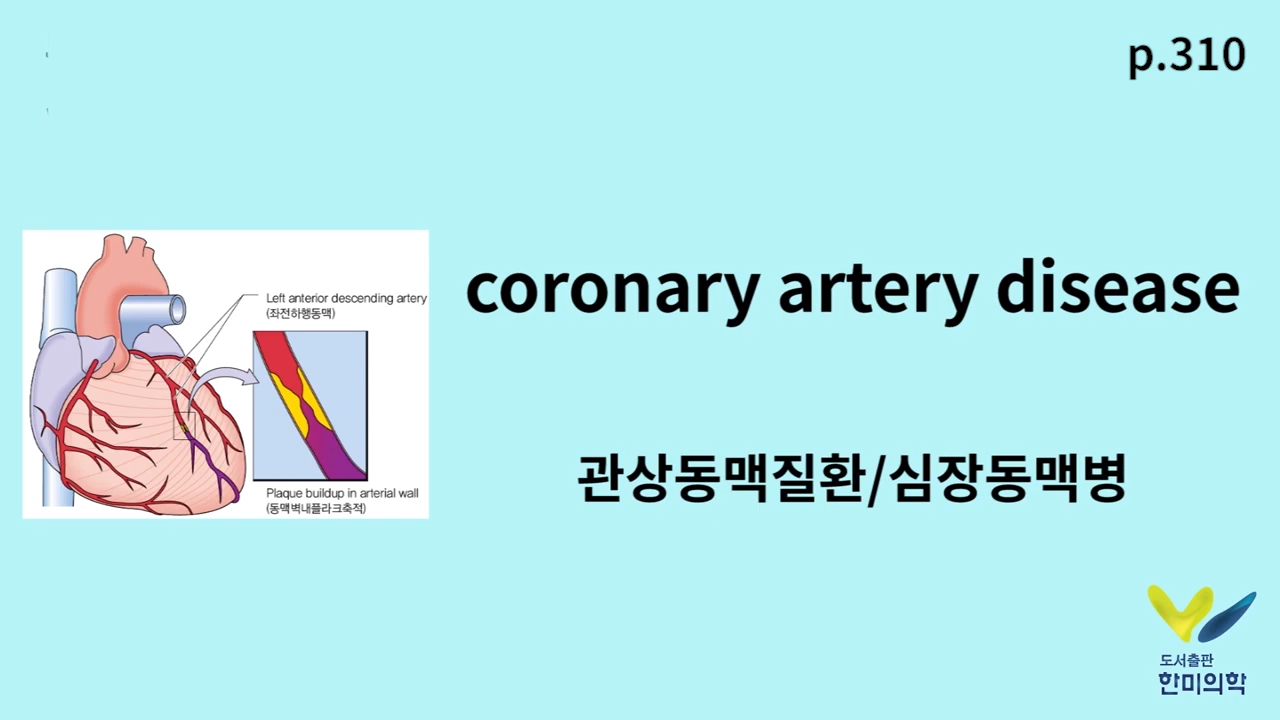 p.310
Left anterior descending artery
(좌전하행동맥)
coronary artery disease
관상동맥질환/심장동맥병
Plaque buildup in arterial wall
(동맥벽내플라크축적)
도서출판
한미의학